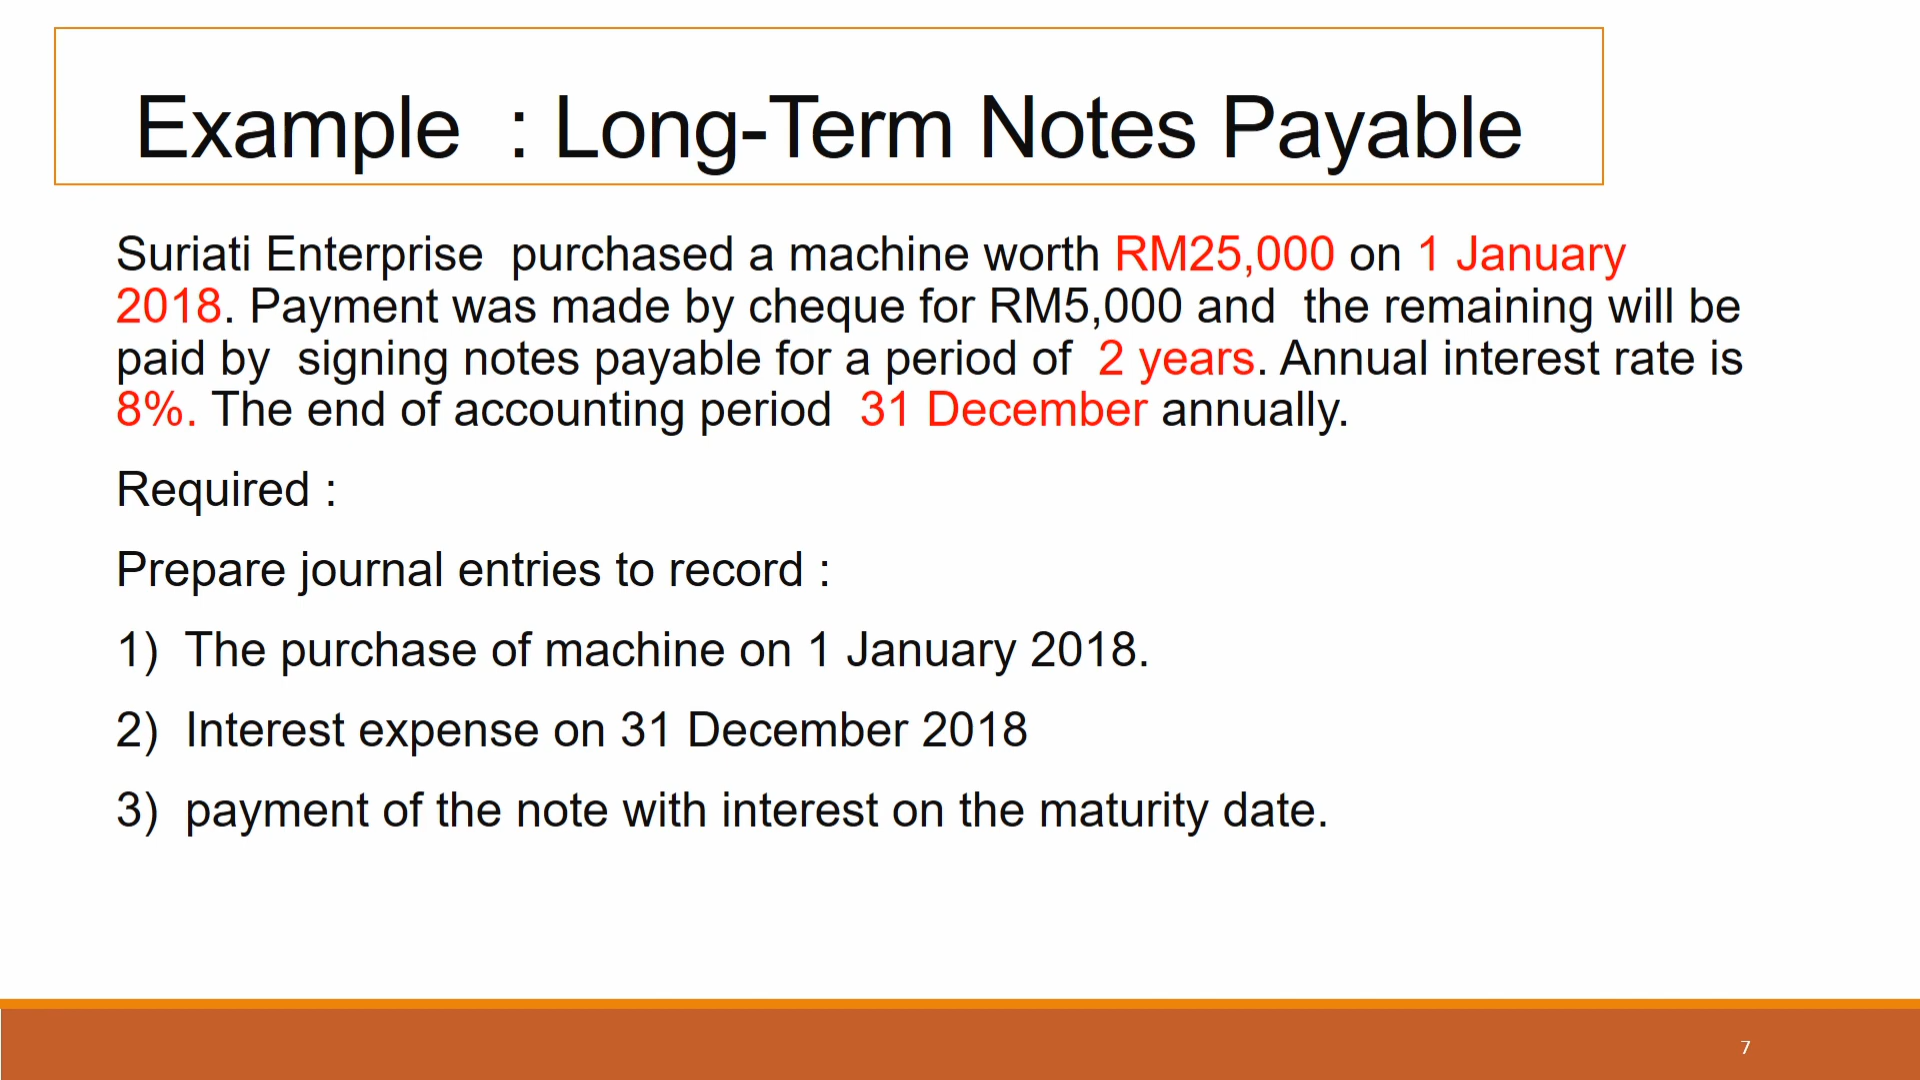 Example : Long-Term Notes Payable
Suriati Enterprise purchased a machine worth RM25,000 on 1 January
2018. Payment was made by cheque for RM5,000 and the remaining will be
paid by signing notes payable for a period of 2 years. Annual interest rate is
8%. The end of accounting period 31 December annually.
Required :
Prepare journal entries to record :
1) The purchase of machine on 1 January 2018.
2) Interest expense on 31 December 2018
3) payment of the note with interest on the maturity date.
7